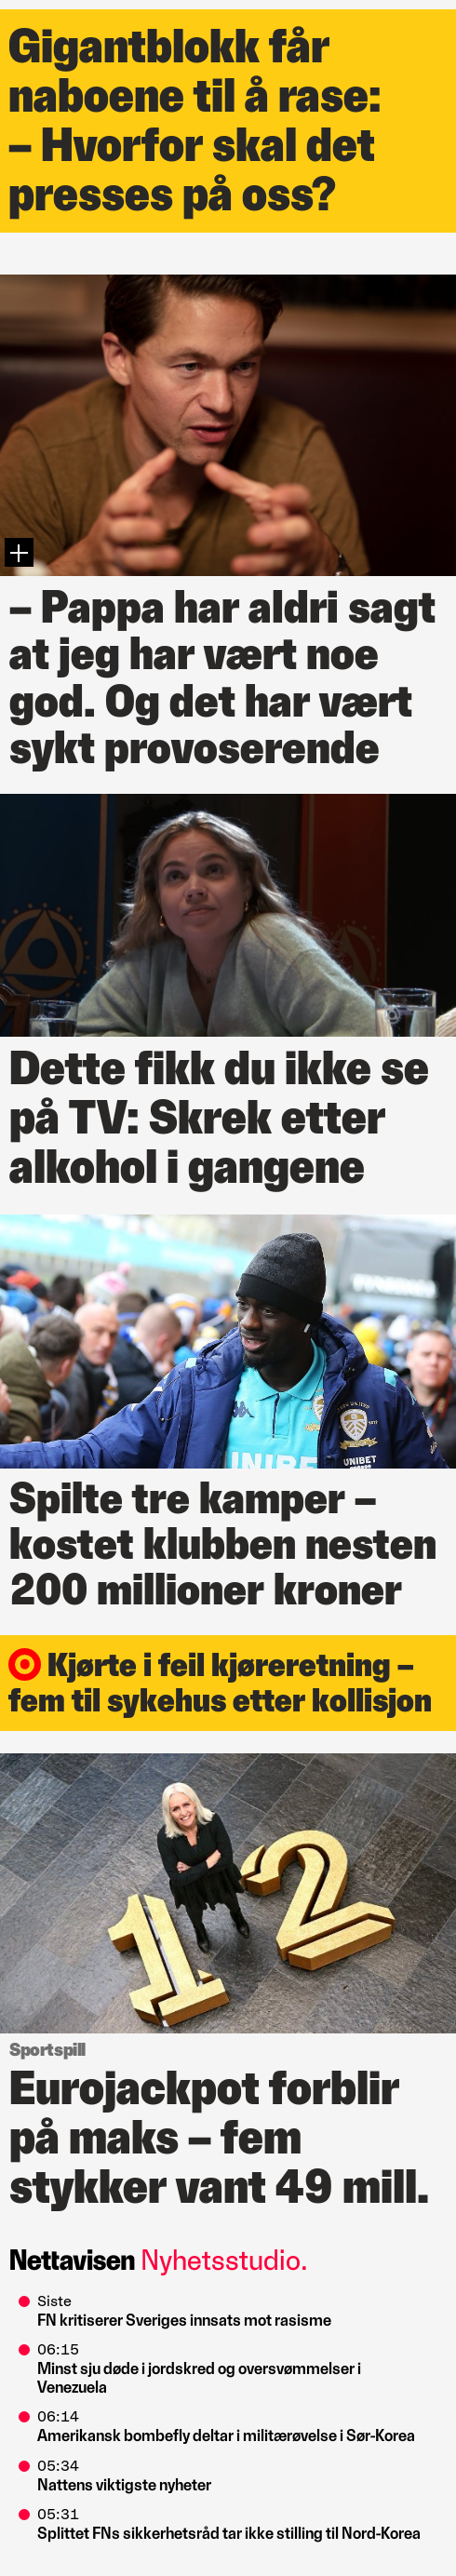 Gigantblokk får
naboene til å rase:
– Hvorfor skal det
presses på oss?
– Pappa har aldri sagt
at jeg har vært noe
god. Og det har vært
sykt provoserende
Dette fikk du ikke se
på TV: Skrek etter
alkohol i gangene
UNIBET
Spilte tre kamper –
kostet klubben nesten
200 millioner kroner
Kjørte i feil kjøreretning –
fem til sykehus etter kollisjon
12
Sportspill
Eurojackpot forblir
på maks – fem
stykker vant 49 mill.
Nettavisen Nyhetsstudio.
Siste
FN kritiserer Sveriges innsats mot rasisme
06:15
Minst sju døde i jordskred og oversvømmelser i
Venezuela
06:14
Amerikansk bombefly deltar i militærøvelse i Sør-Korea
05:34
Nattens viktigste nyheter
05:31
Splittet FNs sikkerhetsråd tar ikke stilling til Nord-Korea